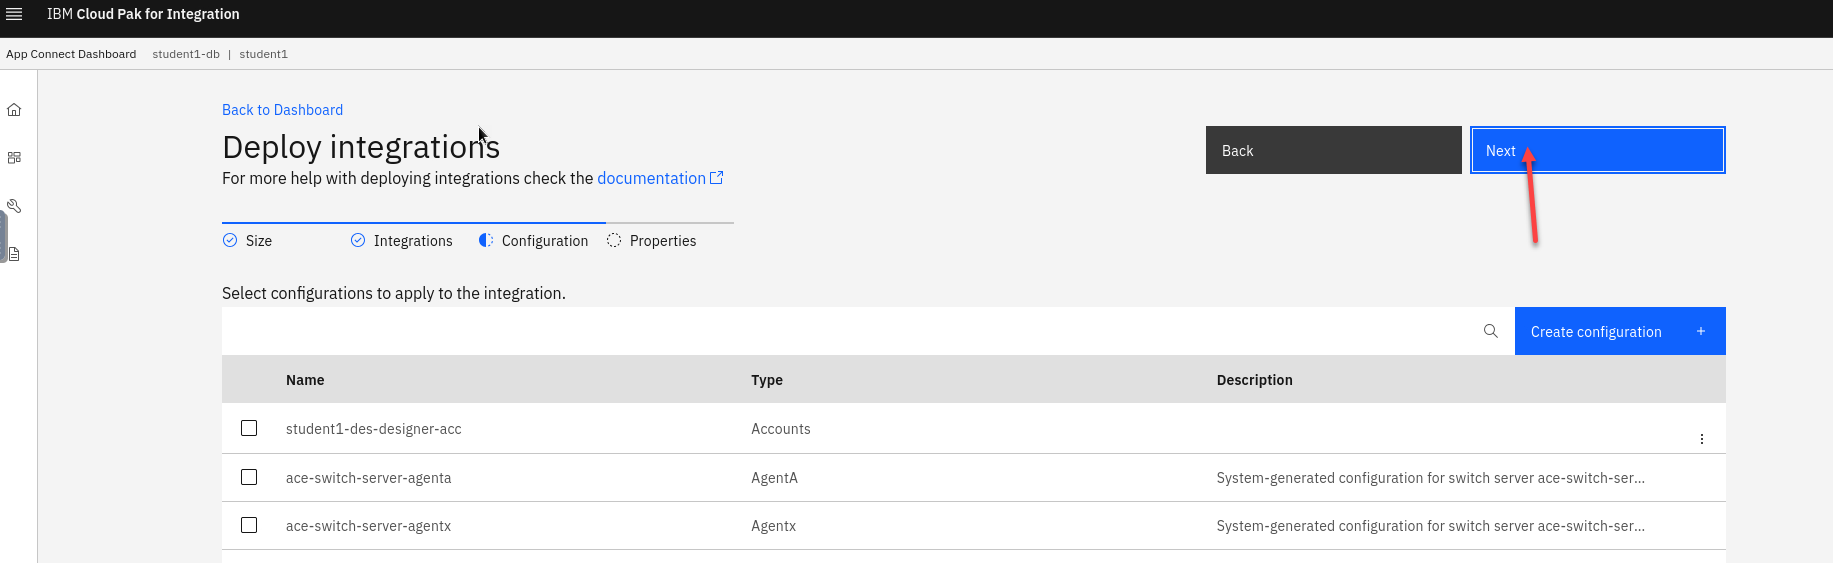 IBM Cloud Pak for Integration
App Connect Dashboard student1-db | student1
Back to Dashboard
Deploy integrations
For more help with deploying integrations check the documentation
Back
Next
Size
Integrations
Configuration
Properties
Select configurations to apply to the integration.
Create configuration +
Name Type Description
student1-des-designer-acc Accounts
ace-switch-server-agenta AgentA System-generated configuration for switch server ace-switch-ser...
ace-switch-server-agentx Agentx System-generated configuration for switch server ace-switch-ser...